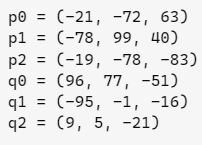 p0 = (−21, −72, 63)
p1 = (−78, 99, 40)
p2 = (−19, −78, −83)
q0 = (96, 77, −51)
q1 = (−95, −1, −16)
q2 = (9, 5, −21)